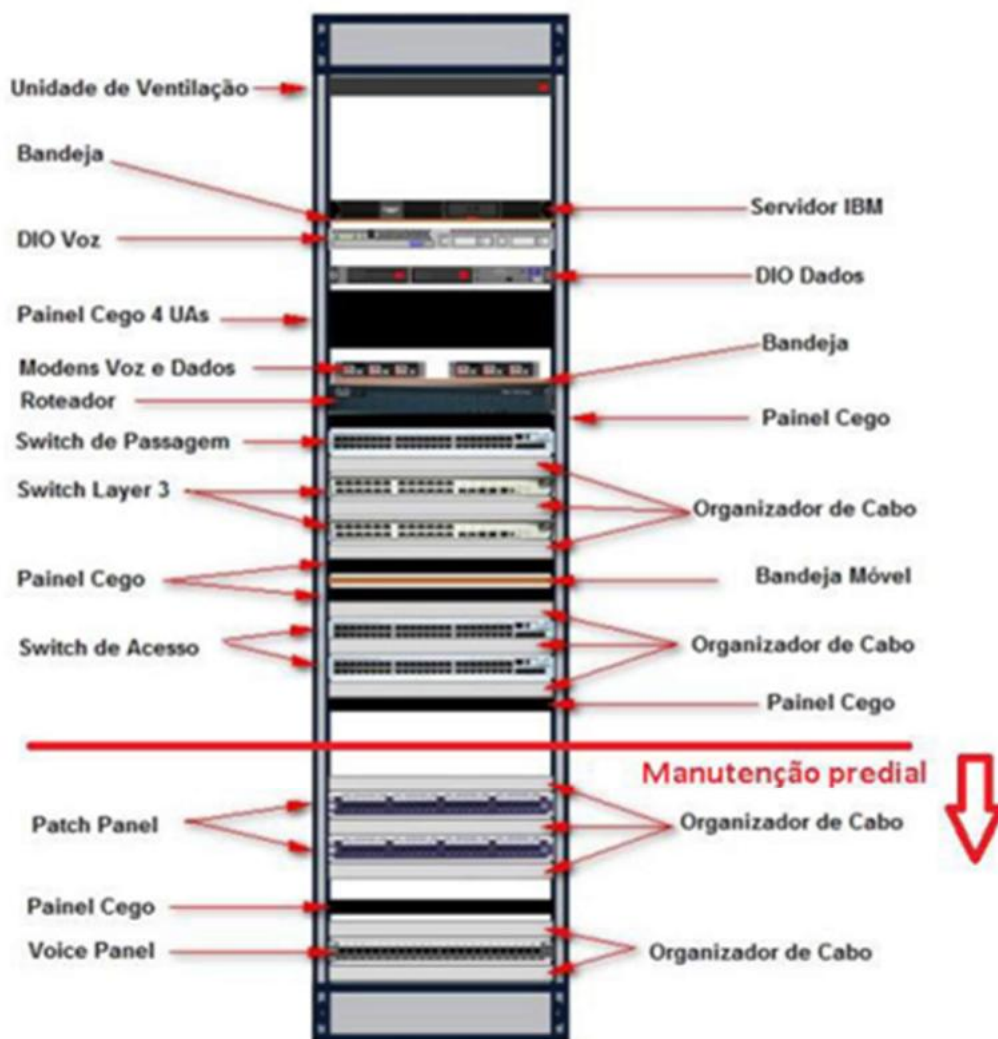 Unidade de Ventilação
Bandeja
Servidor IBM
DIO Voz
DIO Dados
Painel Cego 4 UAs
Bandeja
Modens Voz e Dados
Roteador
Painel Cego
Switch de Passagem
Switch Layer 3
Organizador de Cabo
Painel Cego
Bandeja Móvel
Switch de Acesso
Organizador de Cabo
Painel Cego
Manutenção predial
Patch Panel
Organizador de Cabo
Painel Cego
Voice Panel
Organizador de Cabo